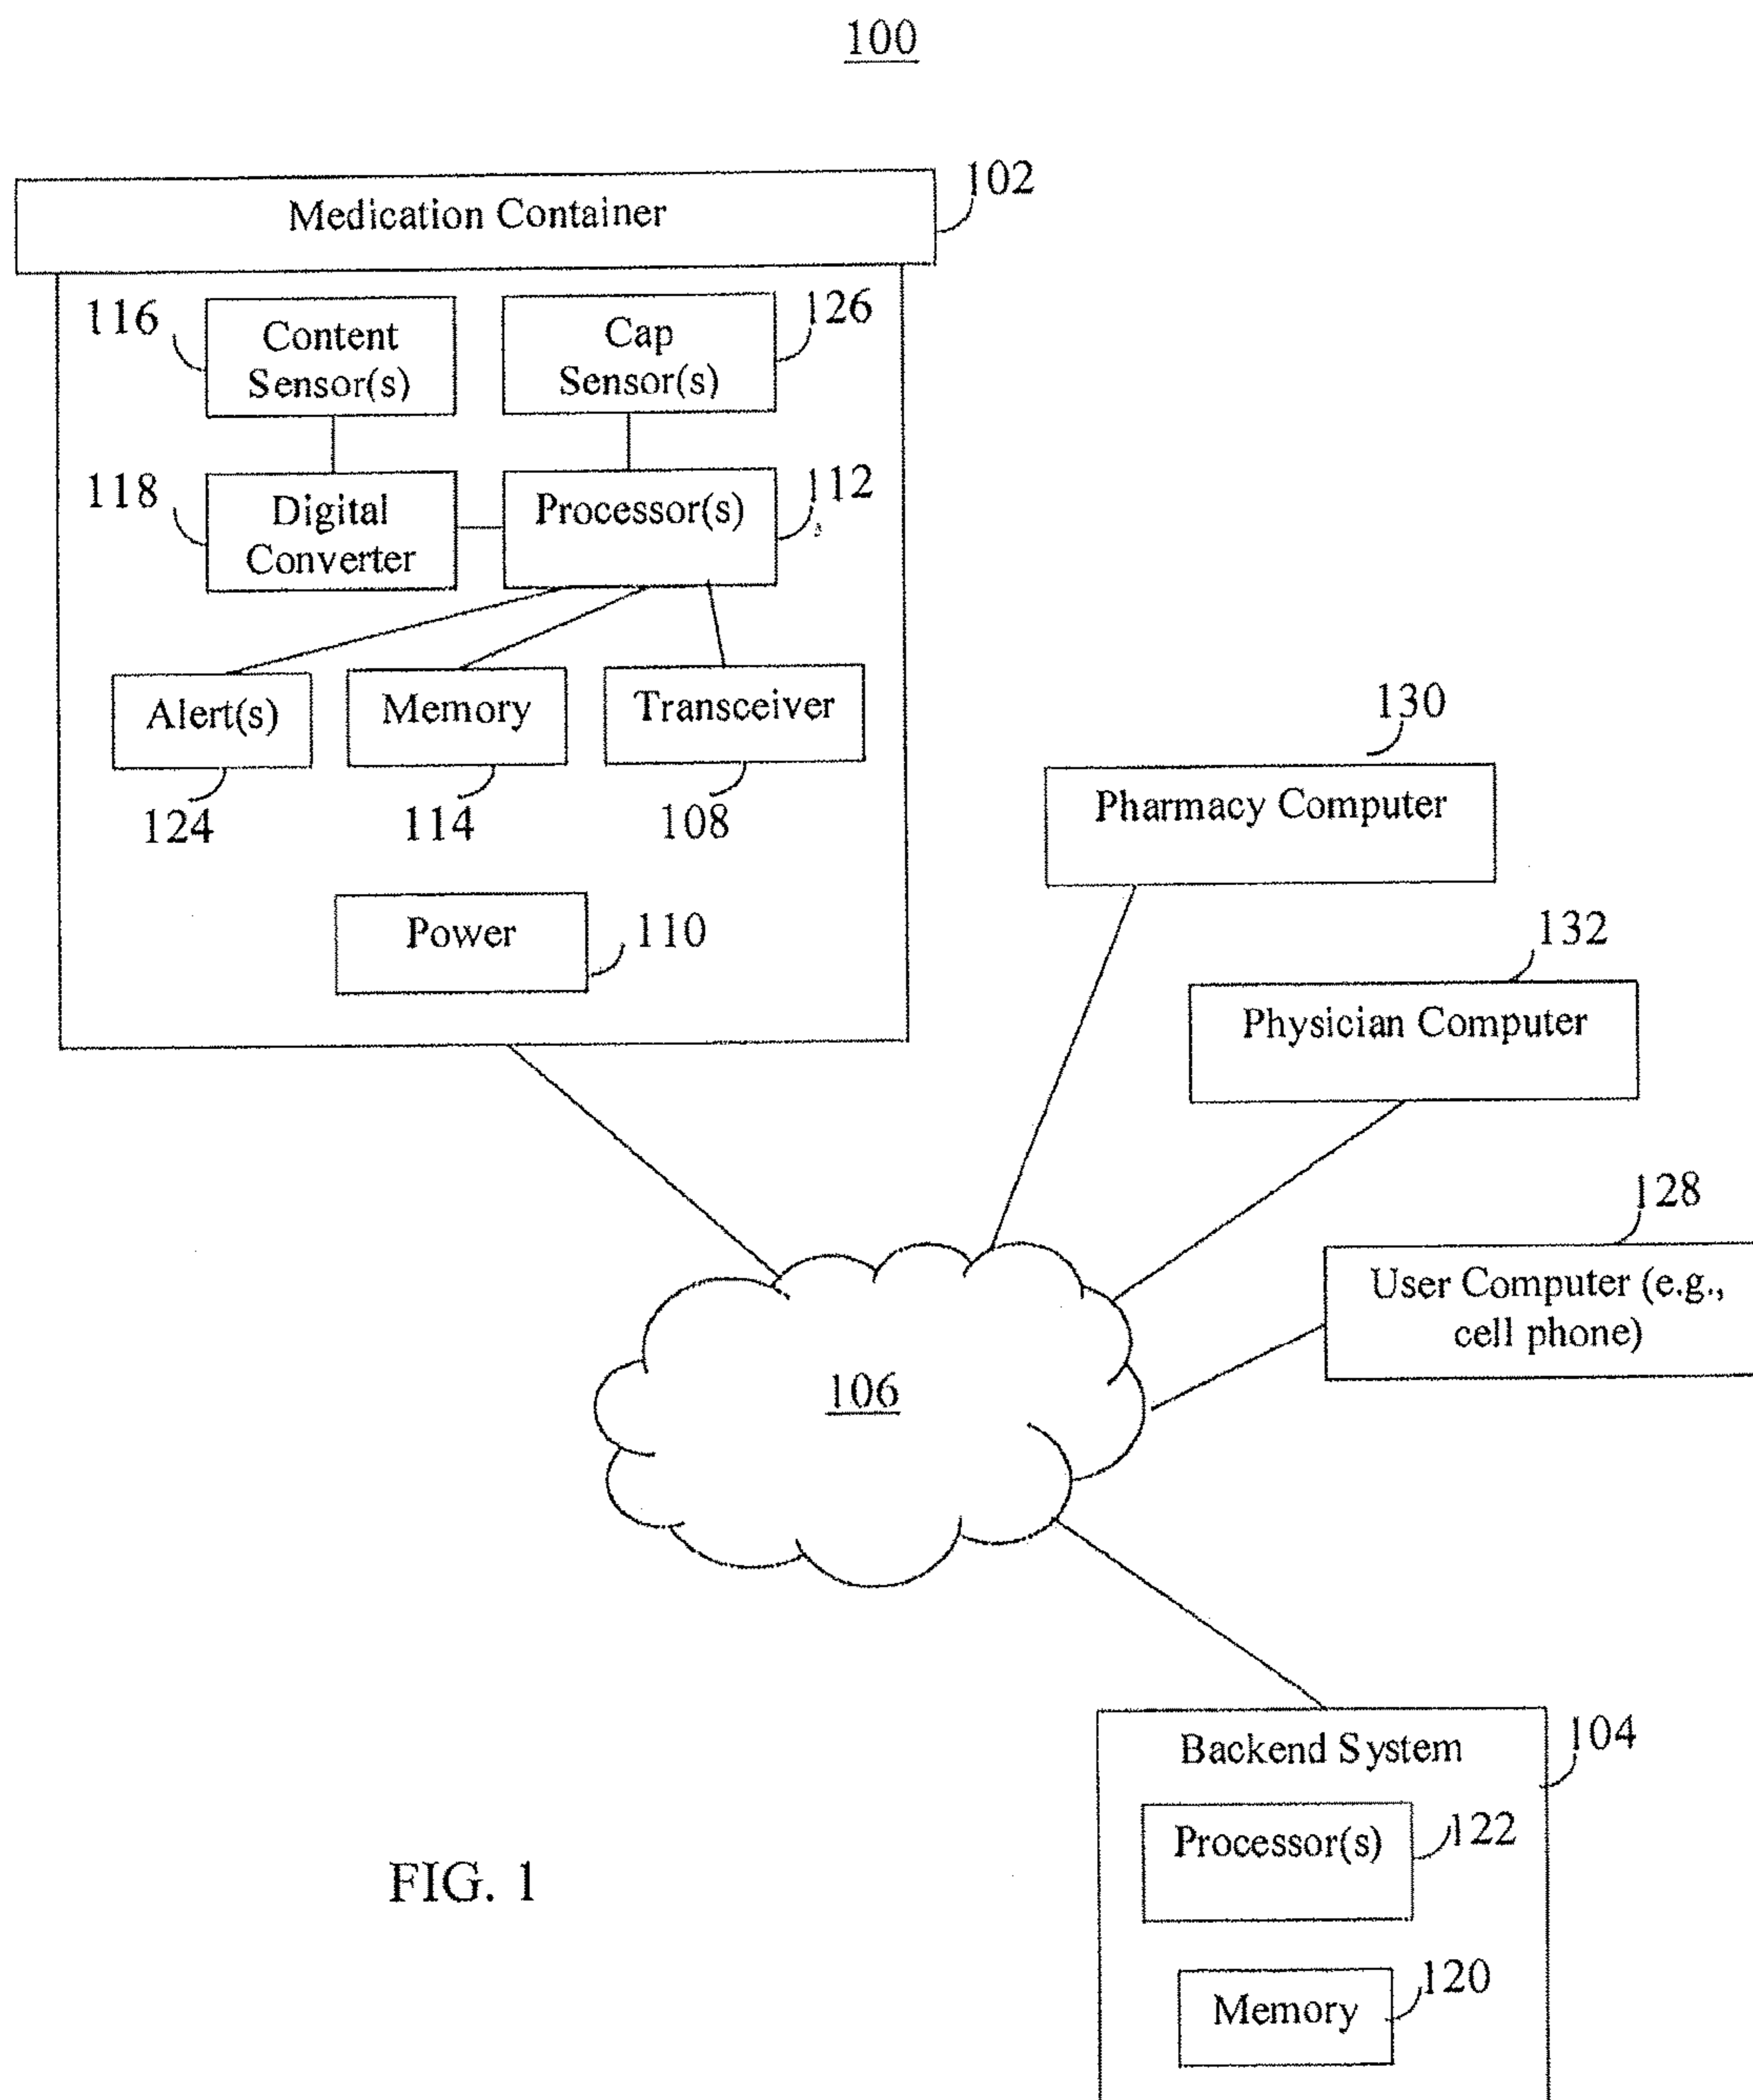 100
102
Medication Container
116
Content
Sensor(s)
Cap
Sensor(s)
126
118
Digital
Converter
Processor(s)
112
Alert(s)
Memory
Transceiver
124
114
108
Power
110
130
Pharmacy Computer
132
Physician Computer
128
User Computer (e.g.,
cell phone)
106
Backend System
104
Processor(s)
122
Memory
120
FIG. 1